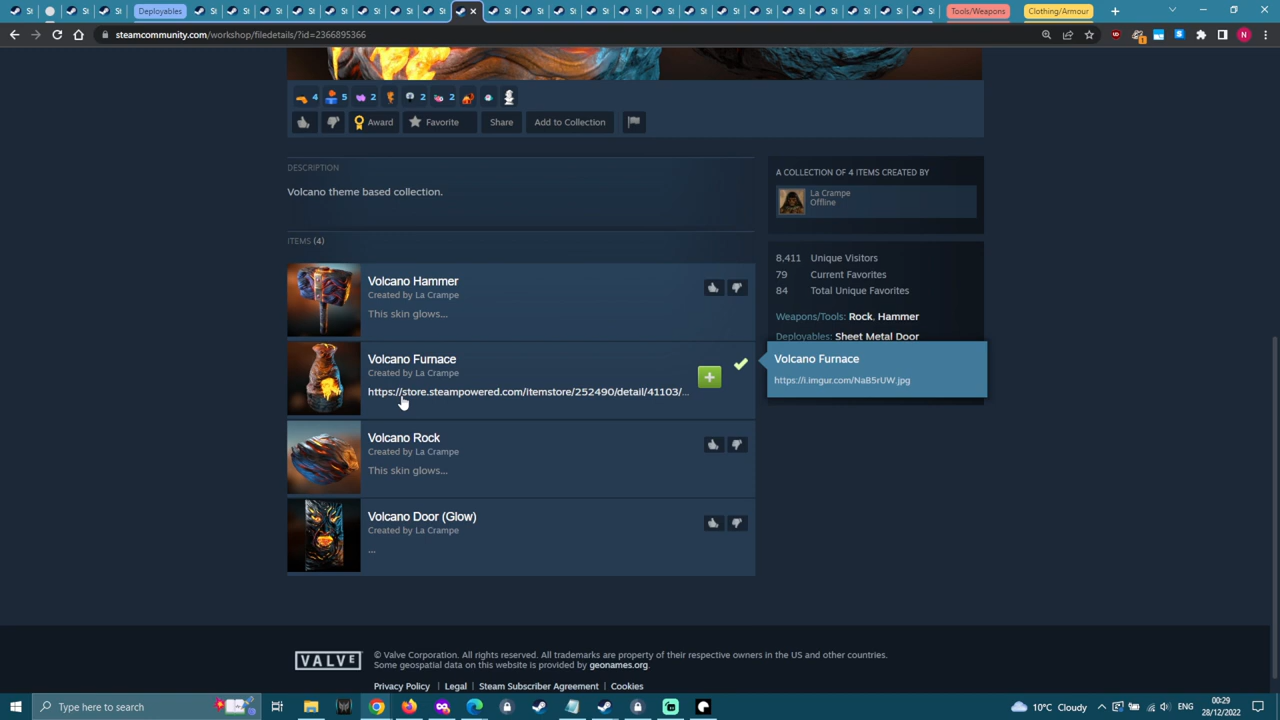 St
Deployables
Tools/Weapons
Clothing/Armour
steamcommunity.com/workshop/filedetails/?id=2366895366
4 5 2 2 2
Award
Favorite
Share
Add to Collection
DESCRIPTION
Volcano theme based collection.
ITEMS (4)
Volcano Hammer
Created by La Crampe
This skin glows...
Volcano Furnace
Created by La Crampe
https://store.steampowered.com/itemstore/252490/detail/41103/...
Volcano Rock
Created by La Crampe
This skin glows...
Volcano Door (Glow)
Created by La Crampe
...
A COLLECTION OF 4 ITEMS CREATED BY
La Crampe
Offline
8,411 Unique Visitors
79 Current Favorites
84 Total Unique Favorites
Weapons/Tools: Rock, Hammer
Deployables: Sheet Metal Door
Volcano Furnace
https://i.imgur.com/NaB5rUW.jpg
VALVE
© Valve Corporation. All rights reserved. All trademarks are property of their respective owners in the US and other countries.
Some geospatial data on this website is provided by geonames.org.
Privacy Policy | Legal | Steam Subscriber Agreement | Cookies
Type here to search
10°C Cloudy
ENG
00:29
28/12/2022